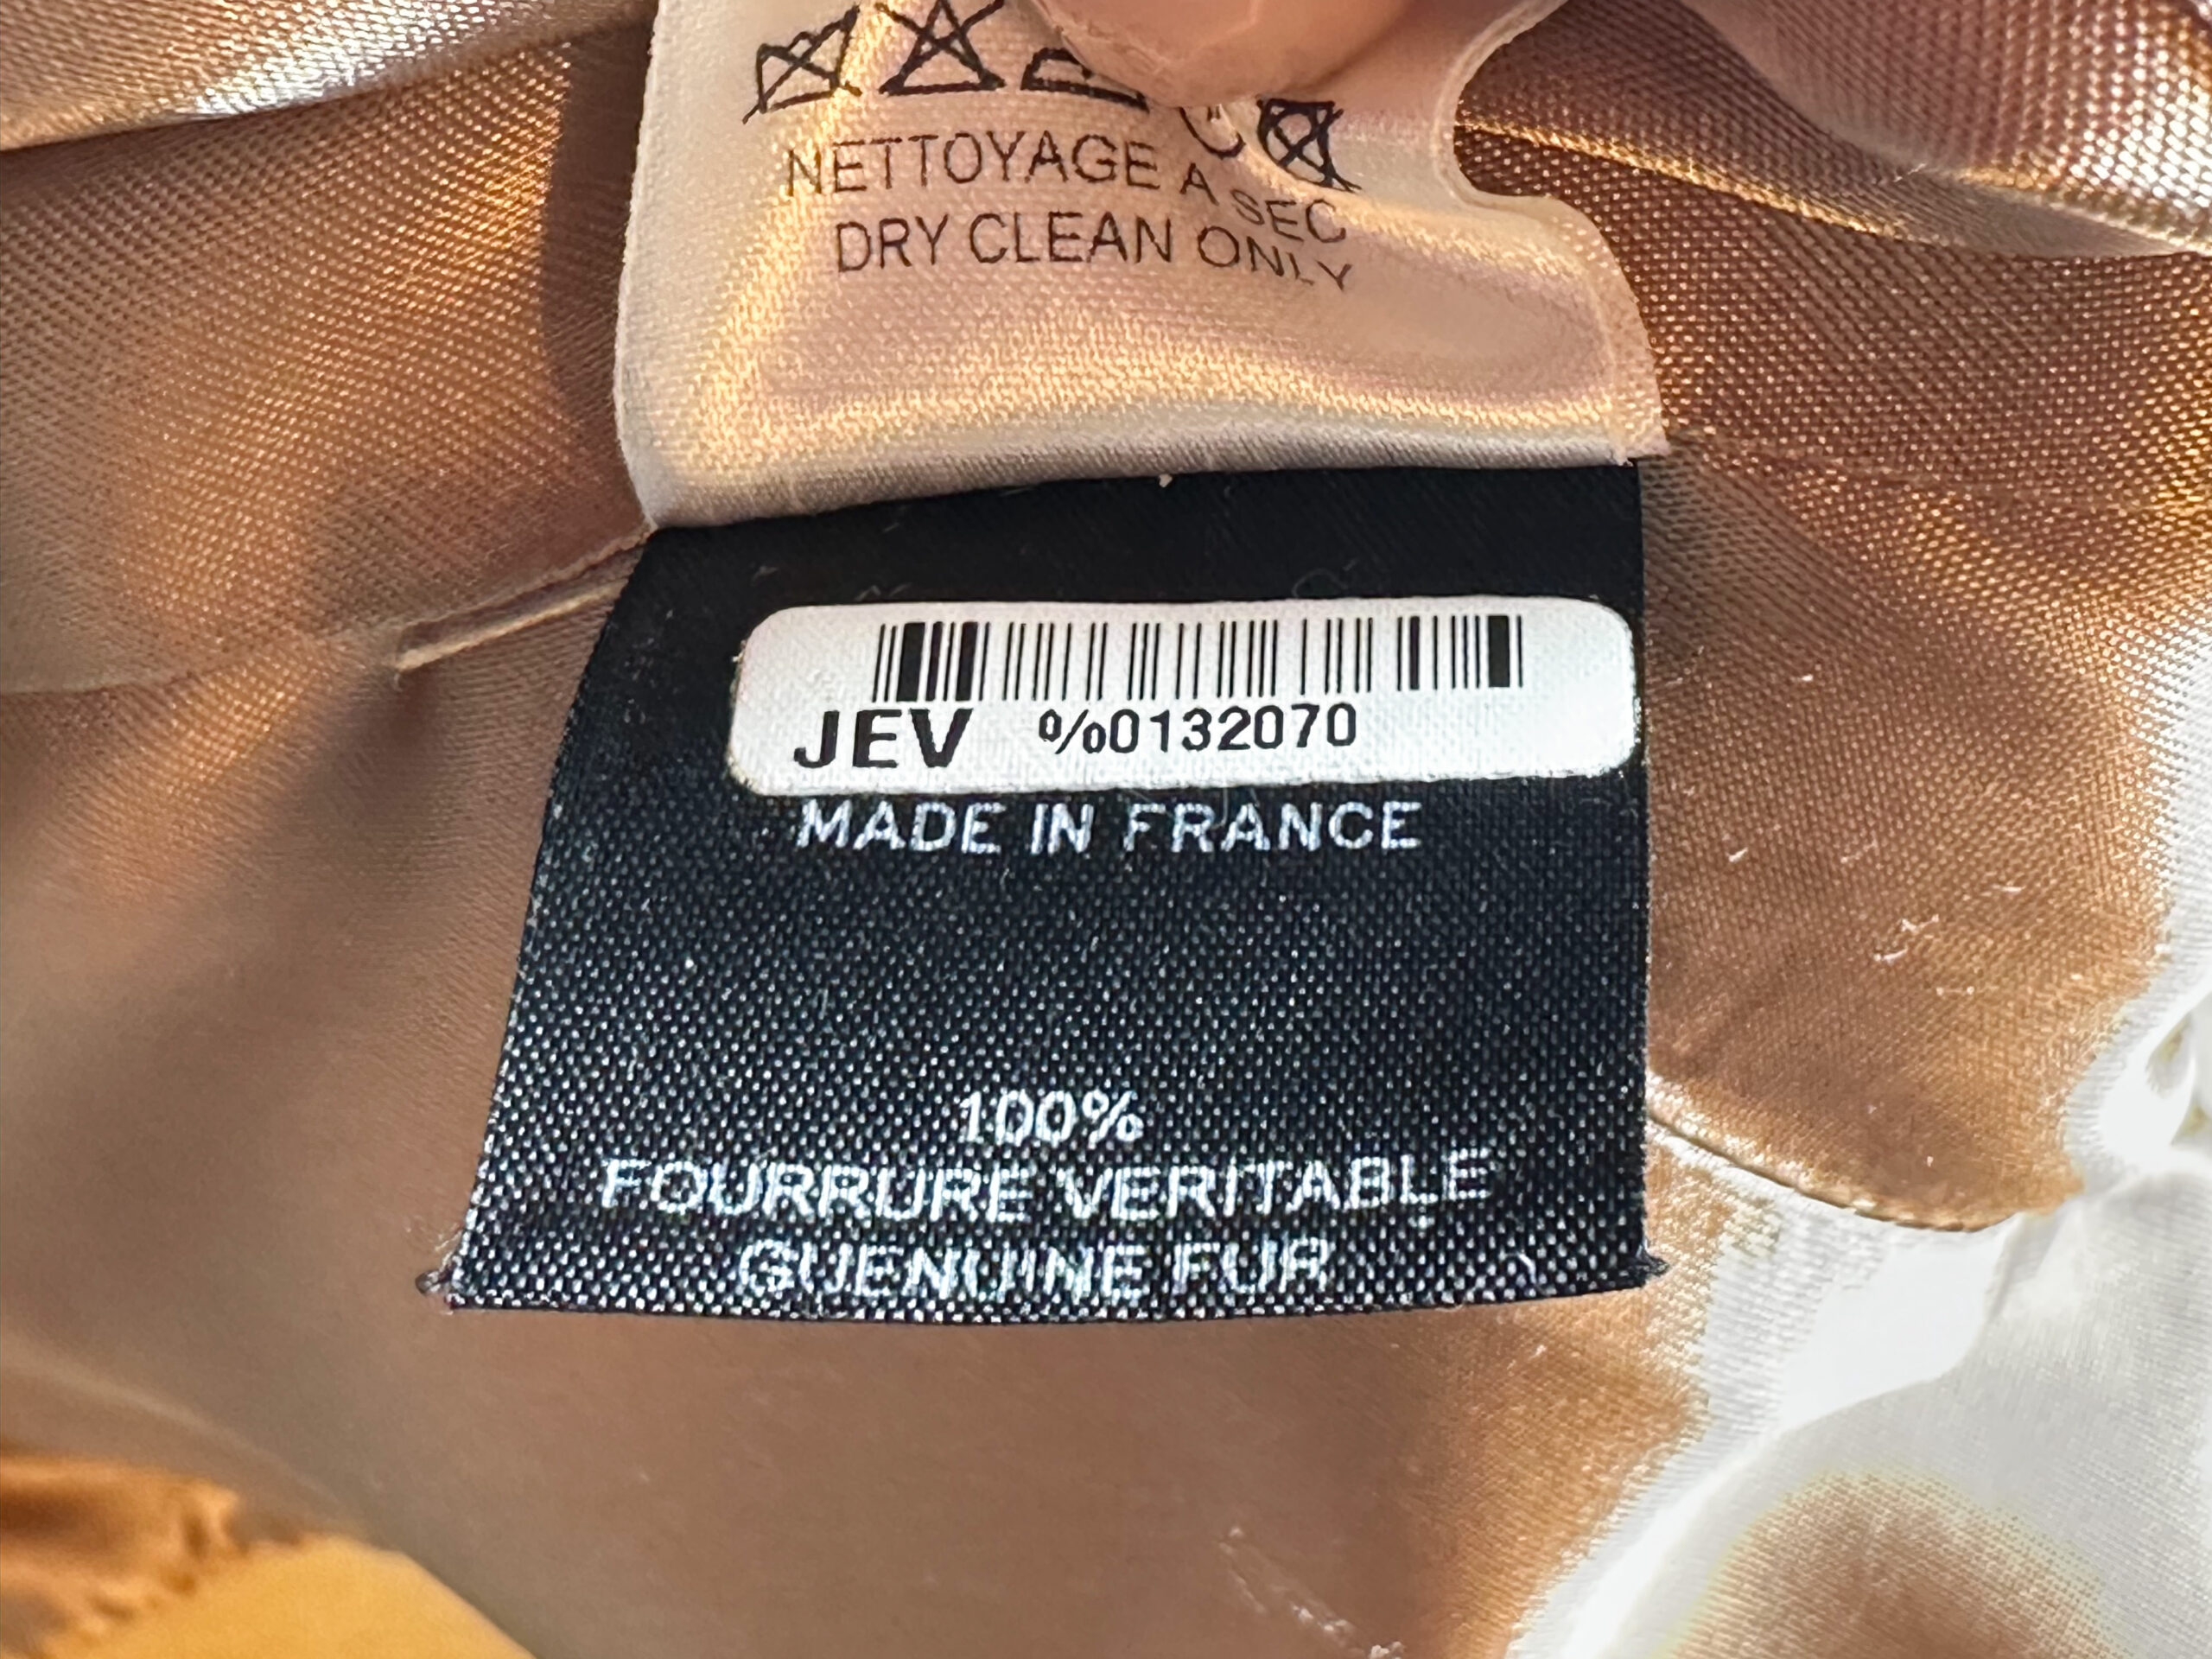 NETTOYAGE A SEC
DRY CLEAN ONLY
JEV %0132070
MADE IN FRANCE
100%
FOURRURE VERITABLE
GUENUINE FUR